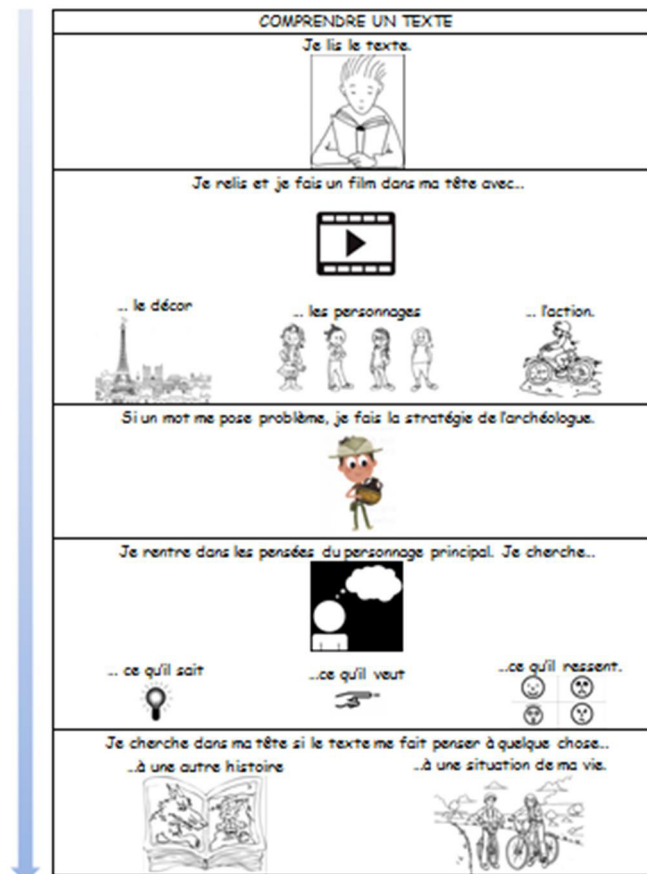 COMPRENDRE UN TEXTE
Je lis le texte.
Je relis et je fais un film dans ma tête avec...
... le décor
... les personnages
... l'action.
Si un mot me pose problème, je fais la stratégie de l'archéologue.
Je rentre dans les pensées du personnage principal. Je cherche...
... ce qu'il sait
...ce qu'il veut
...ce qu'il ressent.
Je cherche dans ma tête si le texte me fait penser à quelque chose...
...à une autre histoire
...à une situation de ma vie.